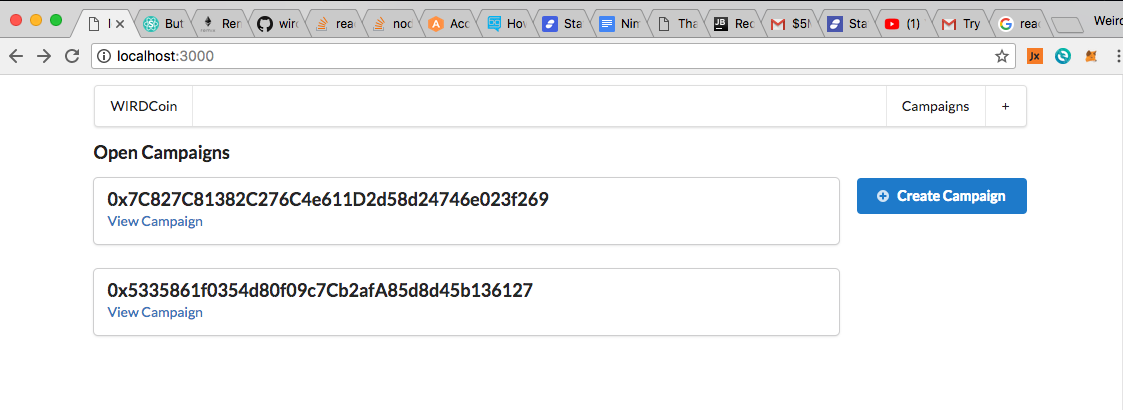 I But Rer wird rea noc Acc Hov Sta Nin Tha Rec $5! Sta (1) Try rea Weird
localhost:3000
WIRDCoin Campaigns +
Open Campaigns
0x7C827C81382C276C4e611D2d58d24746e023f269 Create Campaign
View Campaign
0x5335861f0354d80f09c7Cb2afA85d8d45b136127
View Campaign